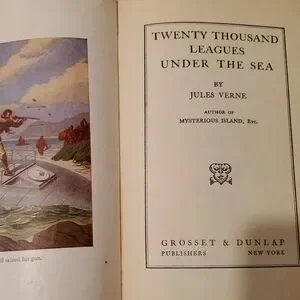 TWENTY THOUSAND
LEAGUES
UNDER THE SEA
BY
JULES VERNE
AUTHOR OF
MYSTERIOUS ISLAND, Etc.
GROSSET & DUNLAP
PUBLISHERS NEW YORK
seized his gun.